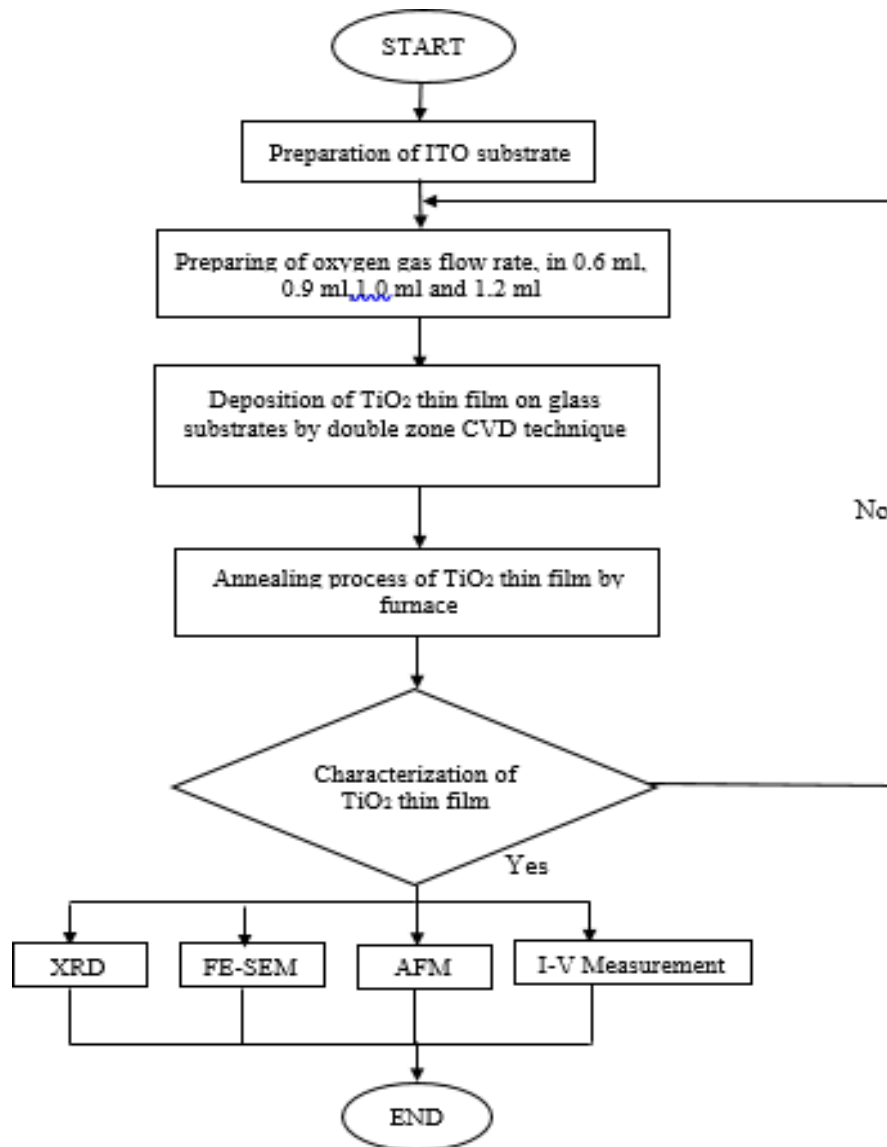 START
Preparation of ITO substrate
Preparing of oxygen gas flow rate, in 0.6 ml,
0.9 ml,1.0 ml and 1.2 ml
Deposition of TiO2 thin film on glass
substrates by double zone CVD technique
No
Annealing process of TiO2 thin film by
furnace
Characterization of
TiO2 thin film
Yes
XRD
FE-SEM
AFM
I-V Measurement
END